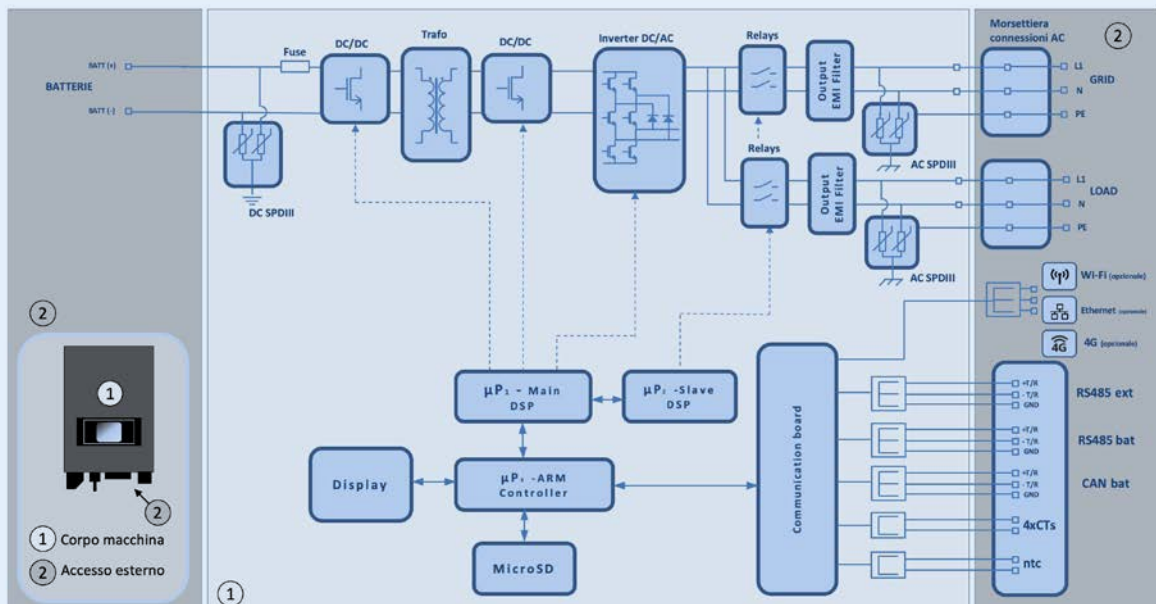 BATTERIE
BATT (+)
BATT (-)
Fuse
DC/DC
Trafo
DC/DC
Inverter DC/AC
Relays
Output
EMI Filter
DC SPDIII
AC SPDIII
Relays
Output
EMI Filter
AC SPDIII
Morsettiera
connessioni AC
2
L1
GRID
N
PE
L1
LOAD
N
PE
Wi-Fi (opzionale)
Ethernet (opzionale)
4G
4G (opzionale)
µP₁ - Main
DSP
µP₂ -Slave
DSP
Display
-ARM
Controller
MicroSD
Communication board
+T/R
- T/R
GND
RS485 ext
+T/R
- T/R
GND
RS485 bat
+T/R
- T/R
GND
CAN bat
4xCTs
ntc
2
1
2
1 Corpo macchina
2 Accesso esterno
1